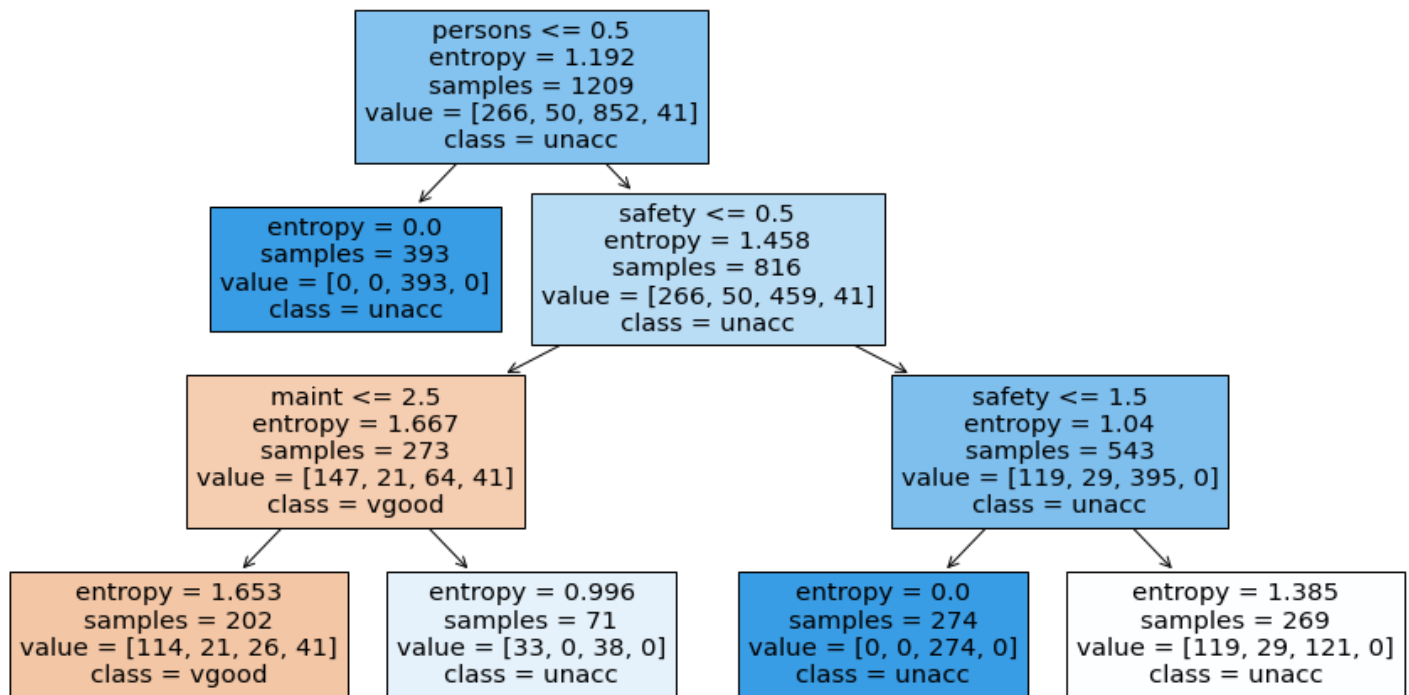 persons <= 0.5
entropy = 1.192
samples = 1209
value = [266, 50, 852, 41]
class = unacc
entropy = 0.0
samples = 393
value = [0, 0, 393, 0]
class = unacc
safety <= 0.5
entropy = 1.458
samples = 816
value = [266, 50, 459, 41]
class = unacc
maint <= 2.5
entropy = 1.667
samples = 273
value = [147, 21, 64, 41]
class = vgood
safety <= 1.5
entropy = 1.04
samples = 543
value = [119, 29, 395, 0]
class = unacc
entropy = 1.653
samples = 202
value = [114, 21, 26, 41]
class = vgood
entropy = 0.996
samples = 71
value = [33, 0, 38, 0]
class = unacc
entropy = 0.0
samples = 274
value = [0, 0, 274, 0]
class = unacc
entropy = 1.385
samples = 269
value = [119, 29, 121, 0]
class = unacc